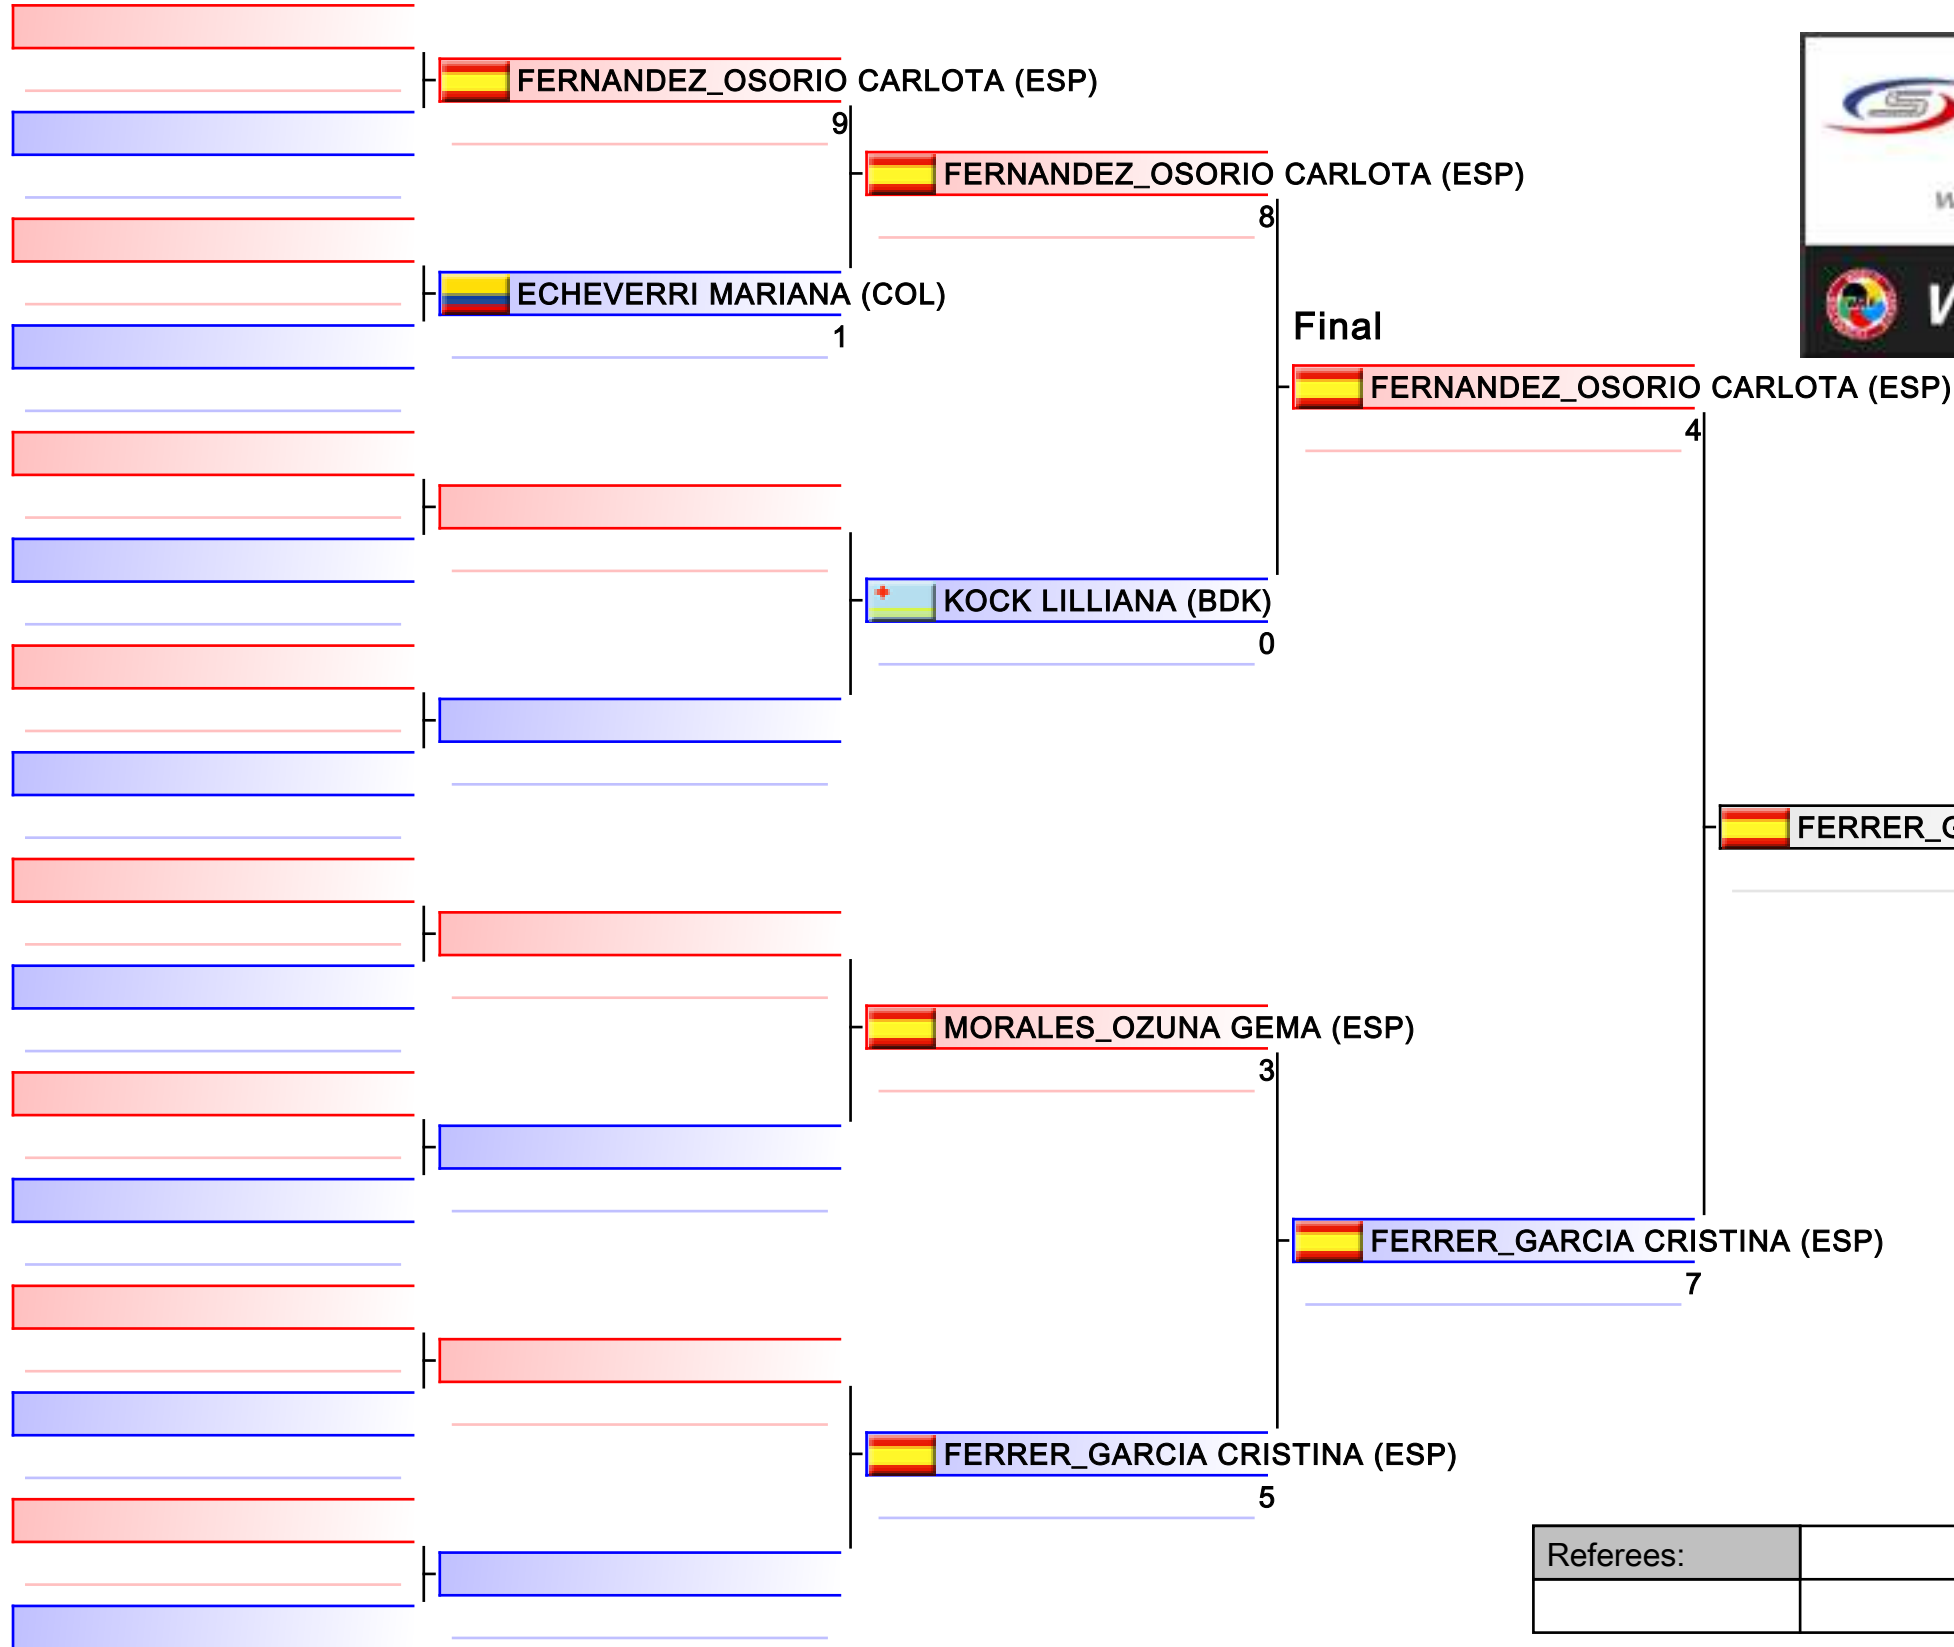 FERNANDEZ_OSORIO CARLOTA (ESP)
9
FERNANDEZ_OSORIO CARLOTA (ESP)
8
ECHEVERRI MARIANA (COL)
1
Final
FERNANDEZ_OSORIO CARLOTA (ESP)
4
KOCK LILLIANA (BDK)
0
FERRER_G
MORALES_OZUNA GEMA (ESP)
3
FERRER_GARCIA CRISTINA (ESP)
7
FERRER_GARCIA CRISTINA (ESP)
5
Referees: